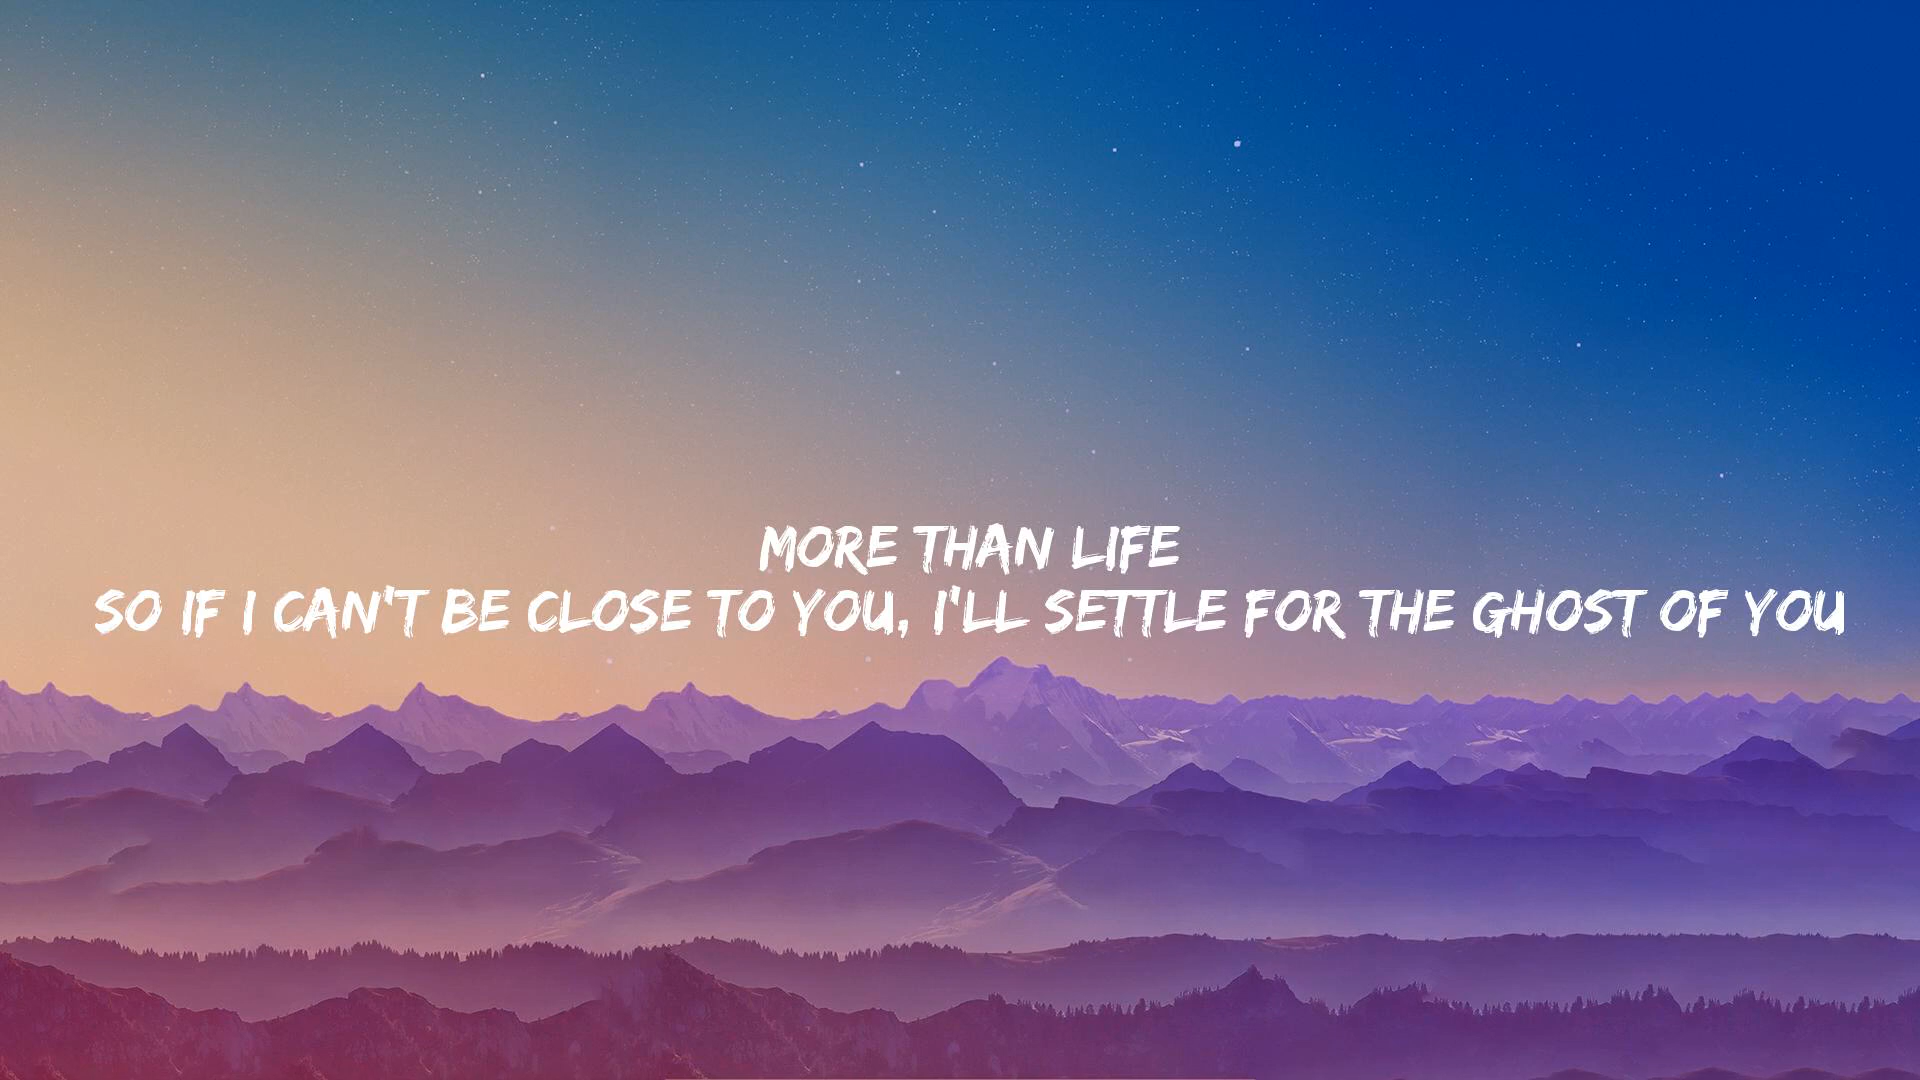 MORE THAN LIFE
SO IF I CAN'T BE CLOSE TO YOU, I'LL SETTLE FOR THE GHOST OF YOU